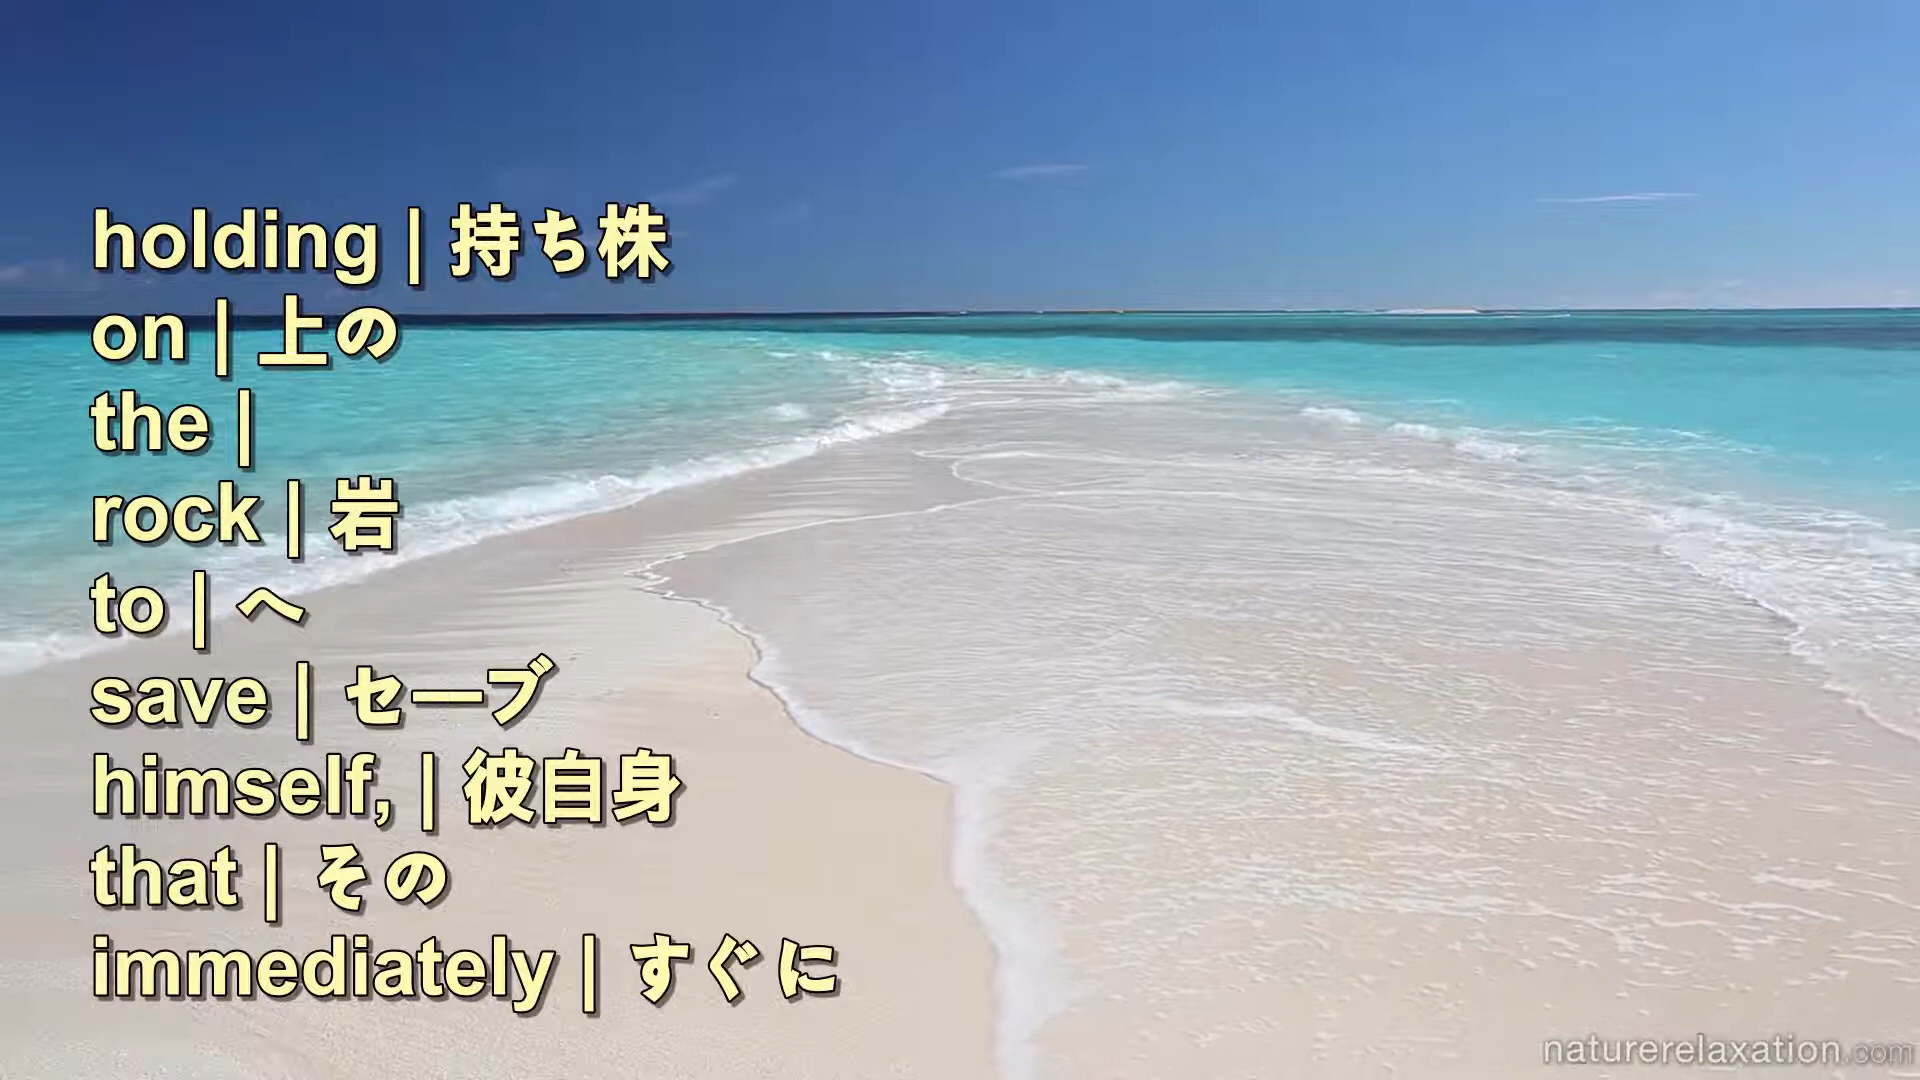 holding | 持ち株
on | 上の
the |
rock | 岩
to | へ
save | セーブ
himself, | 彼自身
that | その
immediately | すぐに
naturerelaxation.com